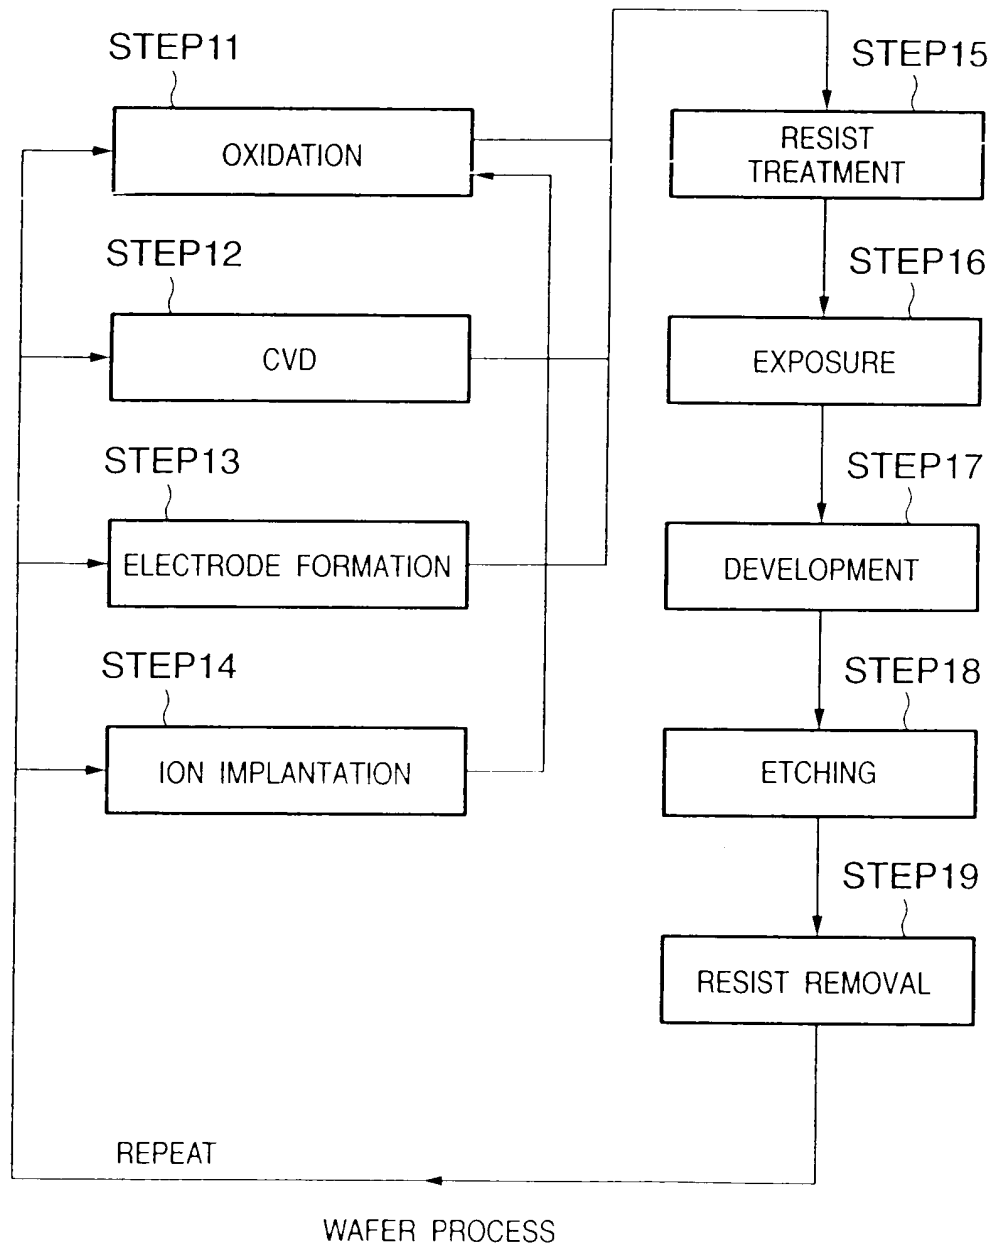 STEP11
OXIDATION
STEP12
CVD
STEP13
ELECTRODE FORMATION
STEP14
ION IMPLANTATION
STEP15
RESIST
TREATMENT
STEP16
EXPOSURE
STEP17
DEVELOPMENT
STEP18
ETCHING
STEP19
RESIST REMOVAL
REPEAT
WAFER PROCESS